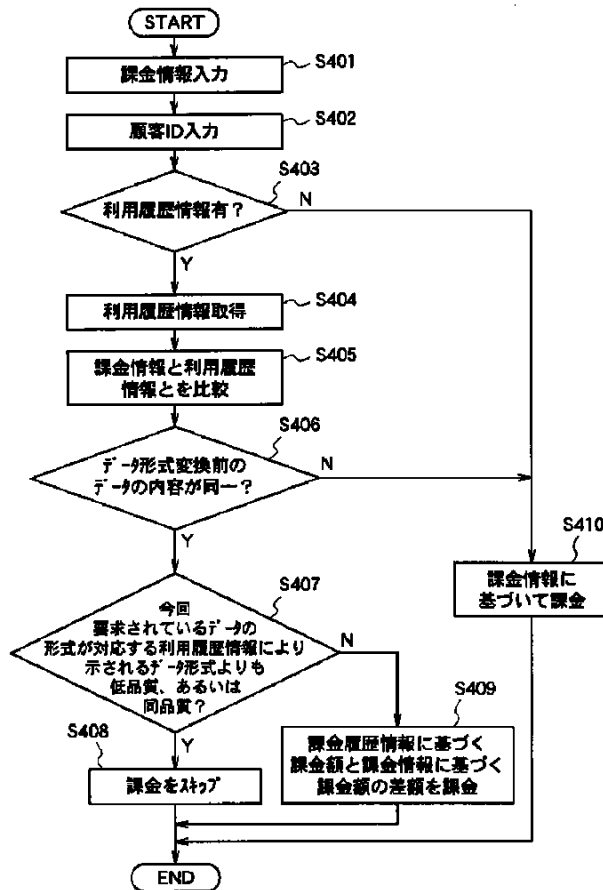 START
課金情報入力
S401
顧客ID入力
S402
S403
利用履歴情報有？
N
Y
利用履歴情報取得
S404
課金情報と利用履歴
情報とを比較
S405
S406
データ形式変換前の
データの内容が同一？
N
Y
S410
課金情報に
基づいて課金
S407
今回
要求されているデータの
形式が対応する利用履歴情報により
示されるデータ形式よりも
低品質、あるいは
同品質？
N
Y
S408
課金をスキップ
S409
課金履歴情報に基づく
課金額と課金情報に基づく
課金額の差額を課金
END